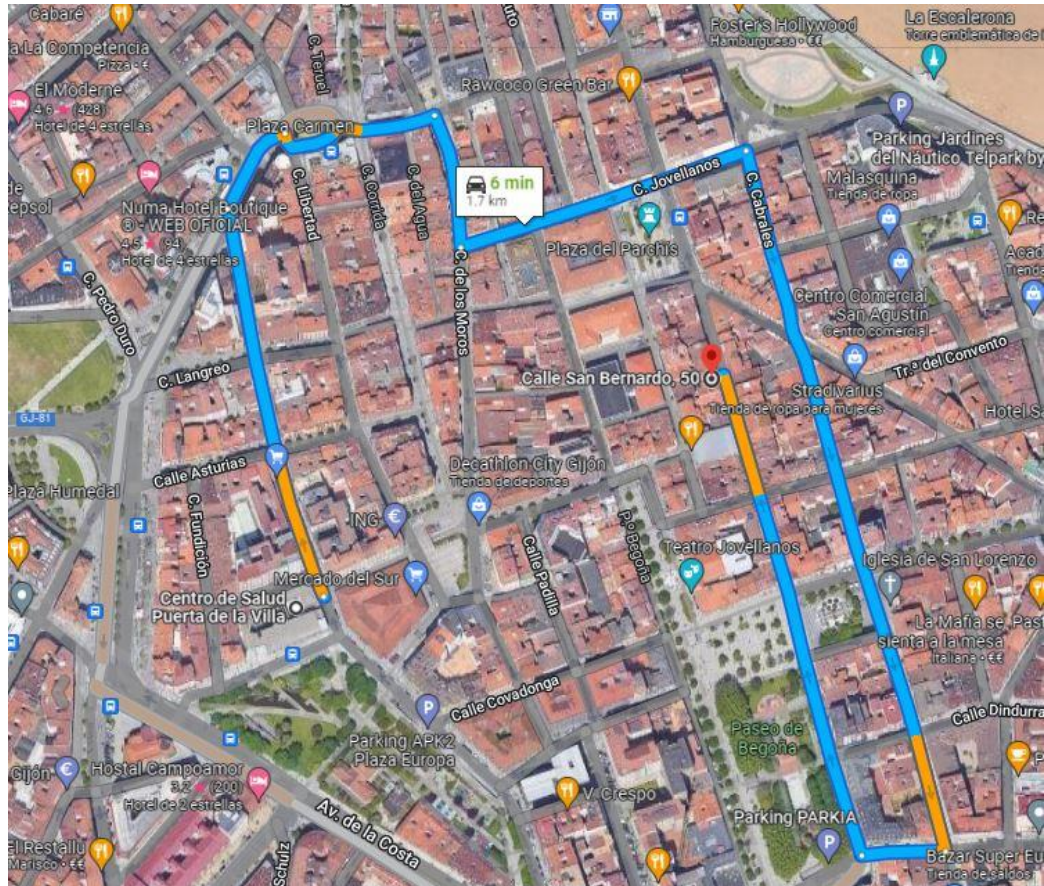 Cabaré
Foster's Hollywood
Hamburguesa · €€
La Escalerona
Torre emblemática de
la La Competencia
Pizza · €
C. Teruel
Rawcoco Green Bar
El Moderne
4.6 ★ (428)
Hotel de 4 estrellas
Plaza Carmen
P
Parking Jardines
del Náutico Telpark by
Malasquina
Tienda de ropa
6 min
1.7 km
C. Jovellanos
C. Cabrales
C. Libertad
C. Corrida
C. del Agua
Numa Hotel Boutique
® - WEB OFICIAL
4.5 ★ (94)
Hotel de 4 estrellas
Plaza del Parchís
C. de los Moros
C. Pedro Duro
Centro Comercial
San Agustín
Centro comercial
Tr.ª del Convento
C. Langreo
Calle San Bernardo, 50
Stradivarius
Tienda de ropa para mujeres
GJ-81
Calle Asturias
Decathlon City Gijón
Tienda de deportes
Plaza Humedal
C. Fundición
ING
€
P.º Begoña
Calle Padilla
Teatro Jovellanos
Iglesia de San Lorenzo
Mercado del Sur
Centro de Salud
Puerta de la Villa
La Mafia se
sienta a la mesa
Italiana · €€
Calle Covadonga
P
Calle Dindurra
Parking APK2
Plaza Europa
Paseo de
Begoña
Gijón
€
Hostal Campoamor
3.2 ★ (200)
Hotel de 2 estrellas
Av. de la Costa
V. Crespo
Parking PARKIA
P
El Restallu
Marisco · €€
Schulz
Bazar Super Eu
Tienda de saldos